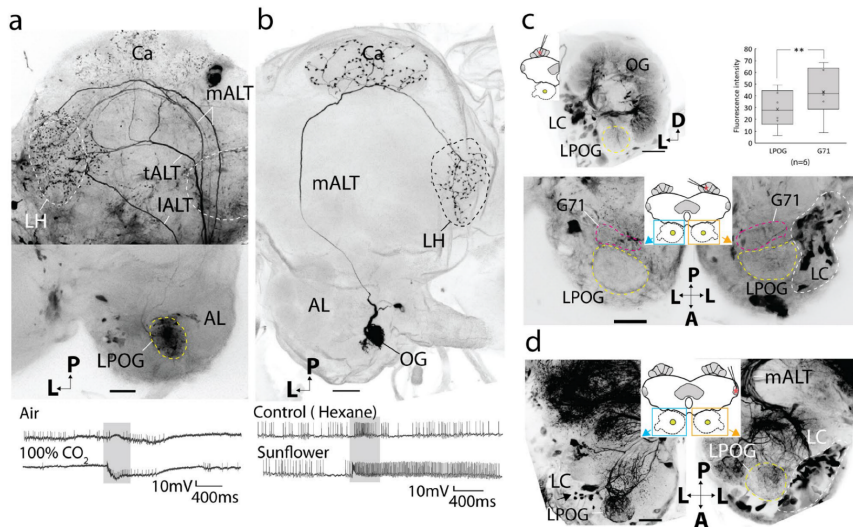 a
Ca
mALT
tALT
lALT
LH
AL
LPOG
P
L
Air
100% CO2
10mV
400ms
b
Ca
mALT
LH
AL
OG
P
L
Control (Hexane)
Sunflower
10mV
400ms
c
OG
LC
D
L
LPOG
Fluorescence intensity
80
70
60
50
40
30
20
10
0
**
LPOG G71
(n=6)
G71 G71
LPOG LPOG LC
P
L L
A
d
mALT
LPOG
LC LC
P
L L
A
LPOG